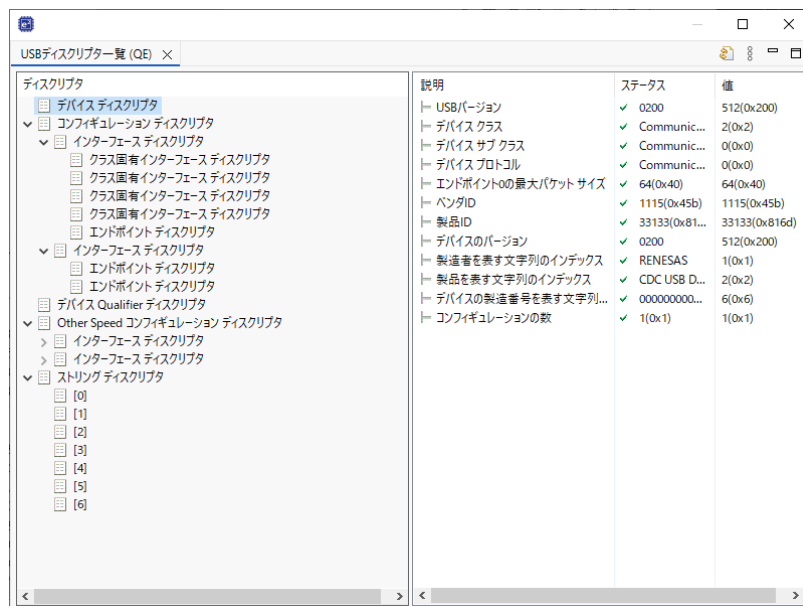 USBディスクリプタ一覧 (QE)
ディスクリプタ
デバイス ディスクリプタ
コンフィギュレーション ディスクリプタ
インターフェース ディスクリプタ
クラス固有インターフェース ディスクリプタ
クラス固有インターフェース ディスクリプタ
クラス固有インターフェース ディスクリプタ
クラス固有インターフェース ディスクリプタ
エンドポイント ディスクリプタ
インターフェース ディスクリプタ
エンドポイント ディスクリプタ
エンドポイント ディスクリプタ
デバイス Qualifier ディスクリプタ
Other Speed コンフィギュレーション ディスクリプタ
インターフェース ディスクリプタ
インターフェース ディスクリプタ
ストリング ディスクリプタ
[0]
[1]
[2]
[3]
[4]
[5]
[6]
説明 ステータス 値
USBバージョン 0200 512(0x200)
デバイス クラス Communic... 2(0x2)
デバイス サブ クラス Communic... 0(0x0)
デバイス プロトコル Communic... 0(0x0)
エンドポイント0の最大パケット サイズ 64(0x40) 64(0x40)
ベンダID 1115(0x45b) 1115(0x45b)
製品ID 33133(0x81... 33133(0x816d)
デバイスのバージョン 0200 512(0x200)
製造者を表す文字列のインデックス RENESAS 1(0x1)
製品を表す文字列のインデックス CDC USB D... 2(0x2)
デバイスの製造番号を表す文字列... 000000000... 6(0x6)
コンフィギュレーションの数 1(0x1) 1(0x1)